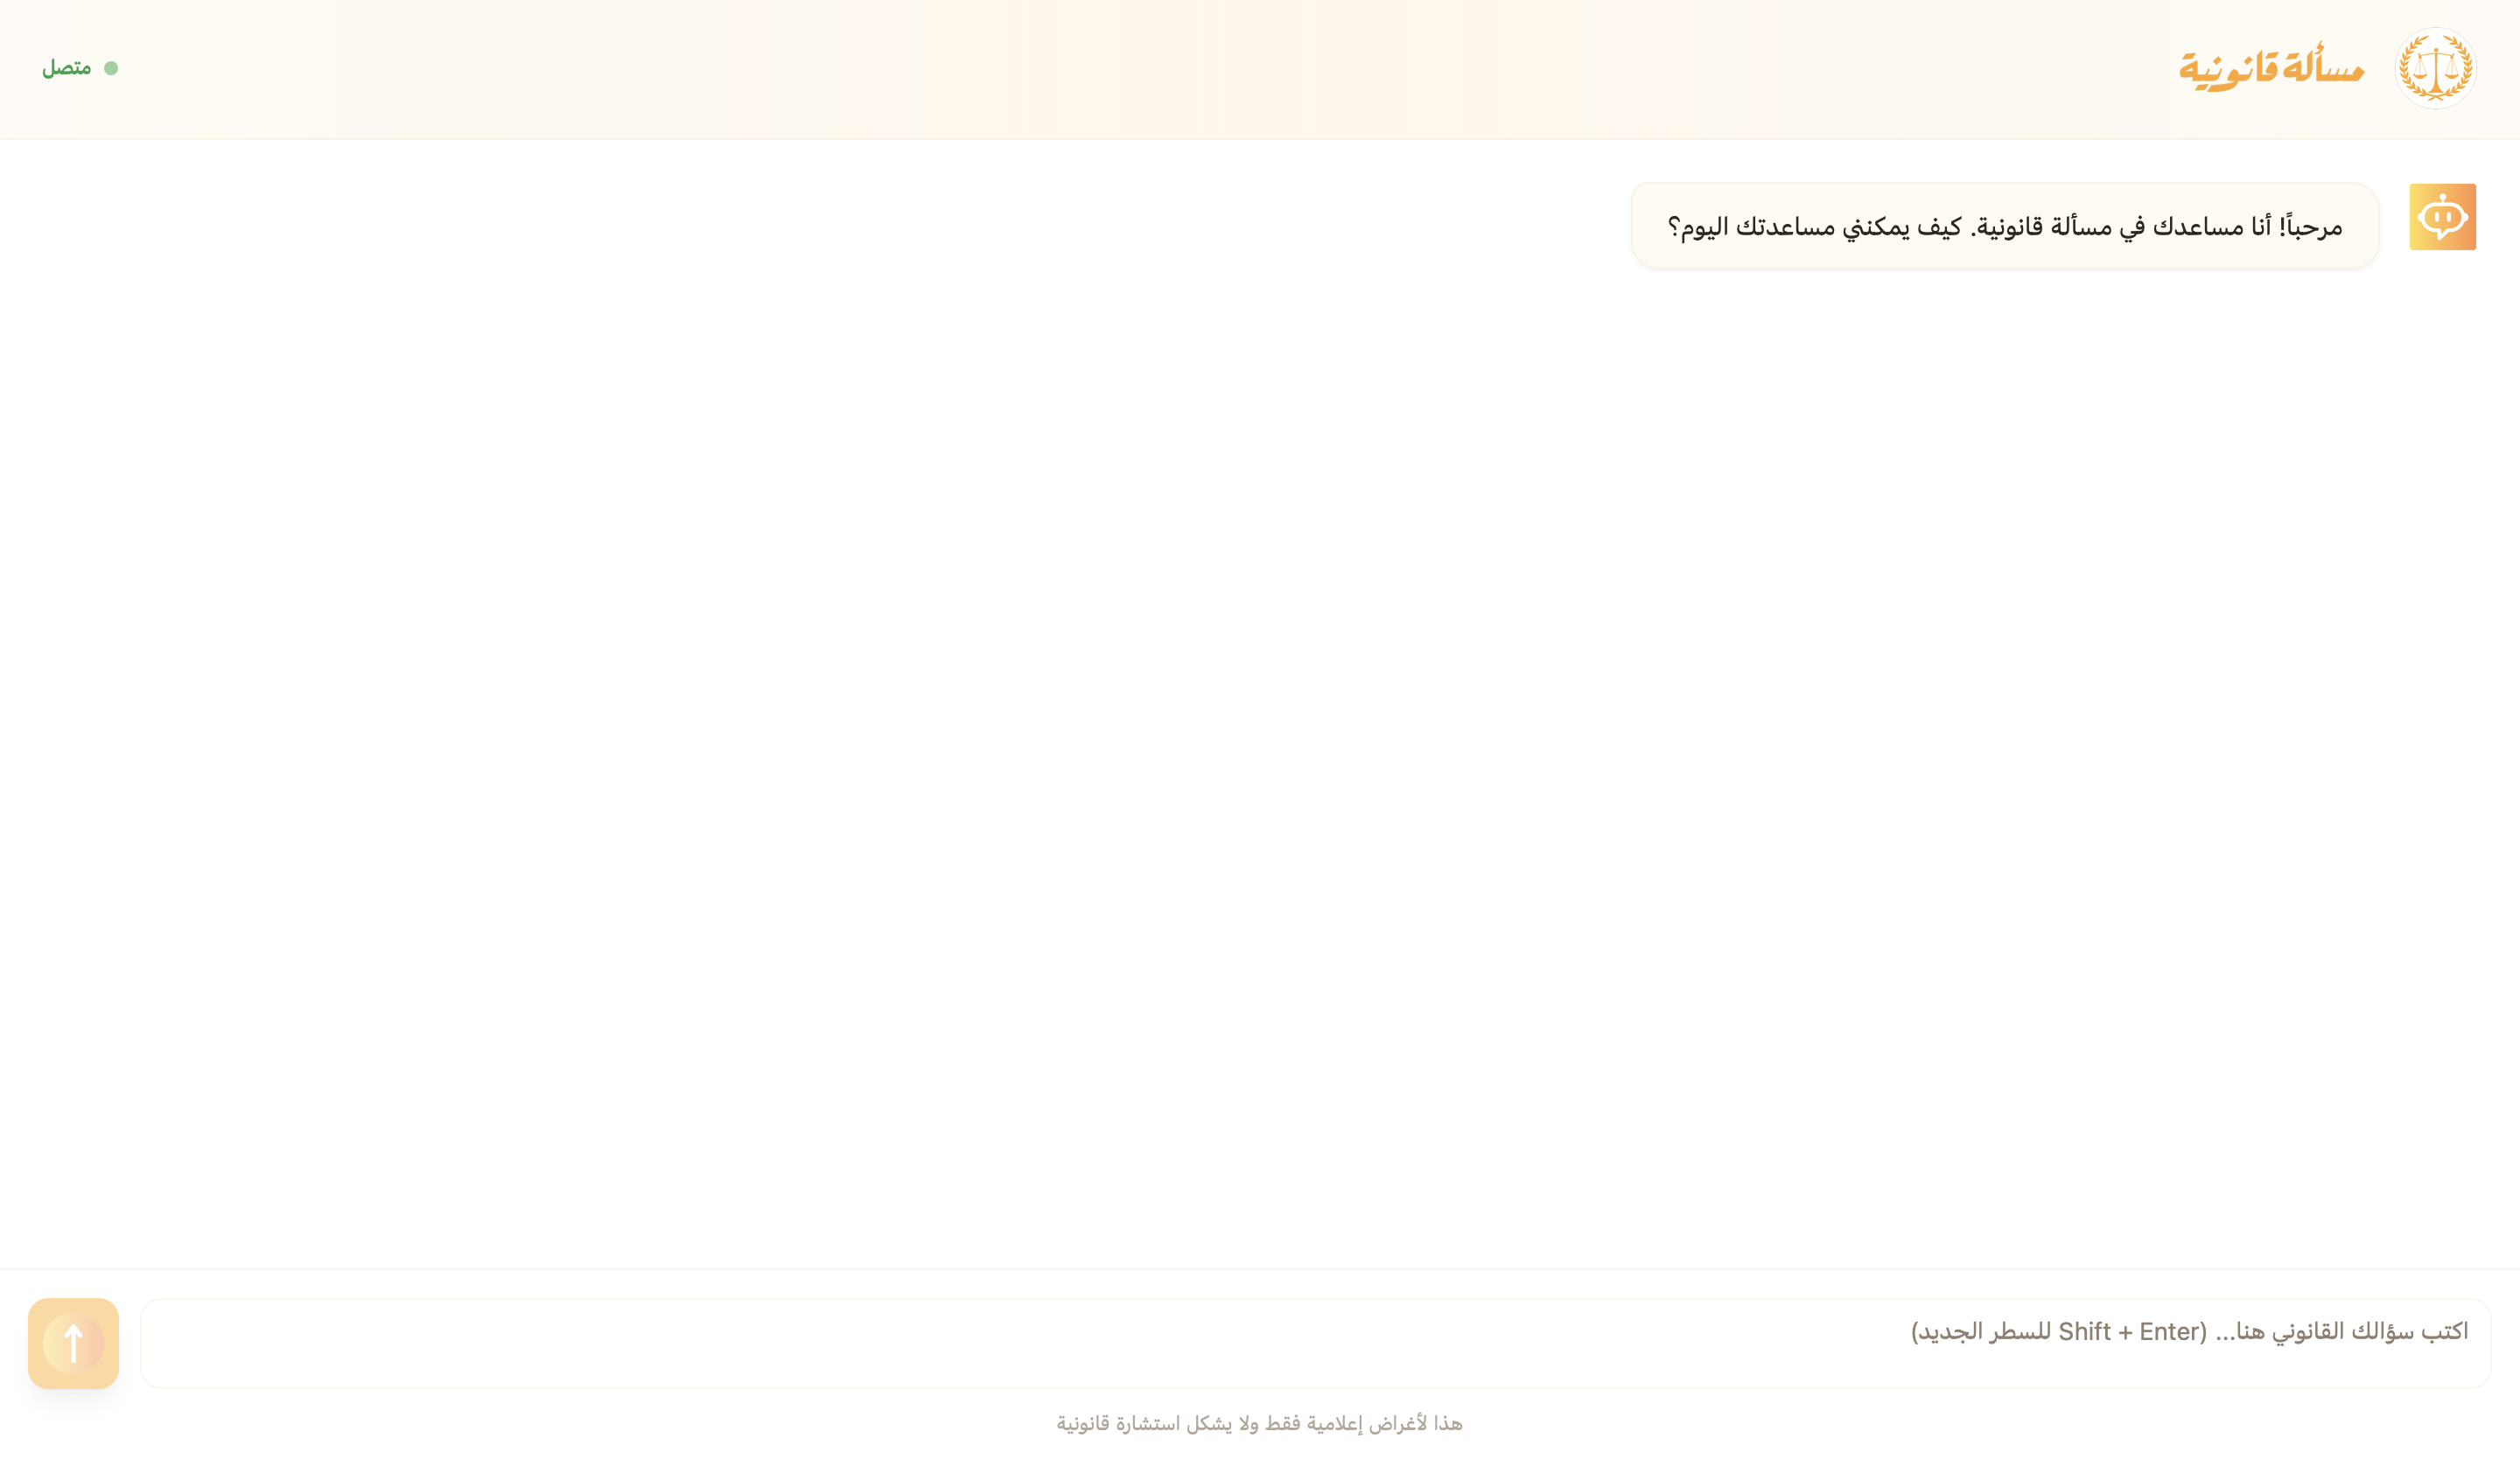 مسألة قانونية
متصل
مرحباً! أنا مساعدك في مسألة قانونية. كيف يمكنني مساعدتك اليوم؟
اكتب سؤالك القانوني هنا... (Shift + Enter للسطر الجديد)
هذا لأغراض إعلامية فقط ولا يشكل استشارة قانونية